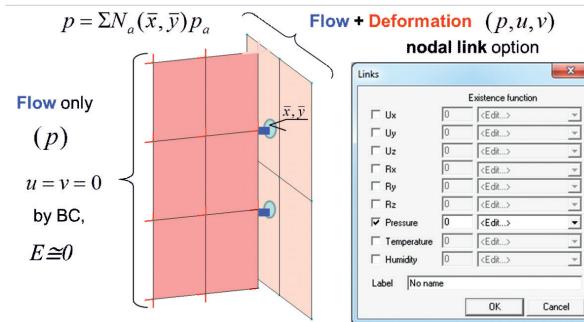 p = ΣN_a(x̄, ȳ)p_a
Flow + Deformation (p,u,v)
nodal link option
Flow only
(p)
u = v = 0
by BC,
E≅0
x̄, ȳ
Links
Existence function
Ux 0 <Edit...>
Uy 0 <Edit...>
Uz 0 <Edit...>
Rx 0 <Edit...>
Ry 0 <Edit...>
Rz 0 <Edit...>
Pressure 0 <Edit...>
Temperature 0 <Edit...>
Humidity 0 <Edit...>
Label No name
OK Cancel